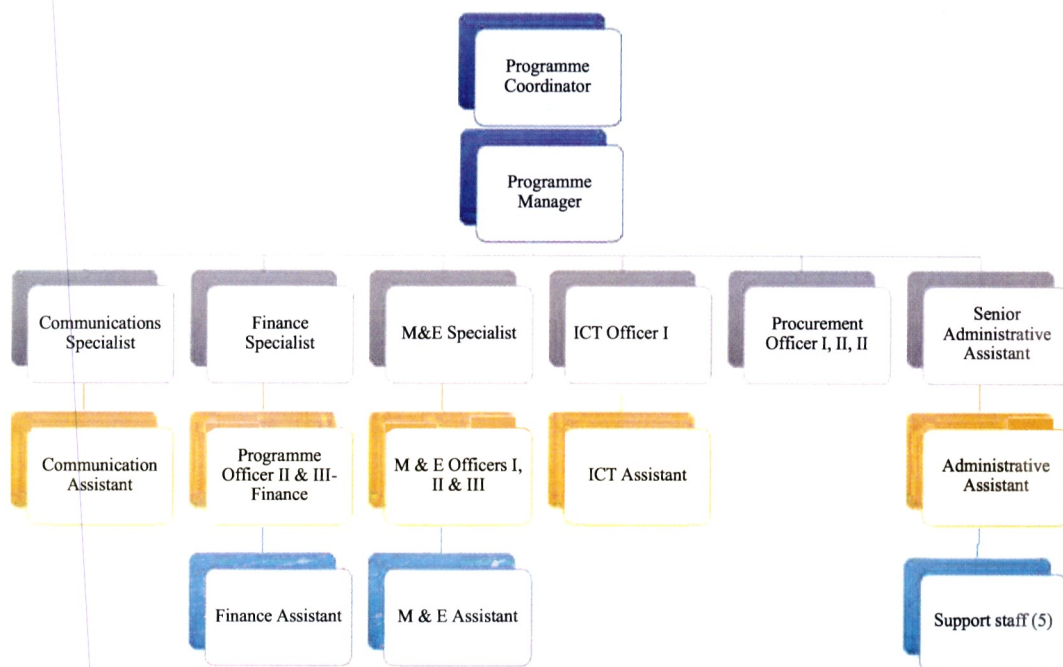 Programme
Coordinator
Programme
Manager
Communications
Specialist
Finance
Specialist
M&E Specialist
ICT Officer I
Procurement
Officer I, II, II
Senior
Administrative
Assistant
Communication
Assistant
Programme
Officer II & III-
Finance
M & E Officers I,
II & III
ICT Assistant
Administrative
Assistant
Finance Assistant
M & E Assistant
Support staff (5)